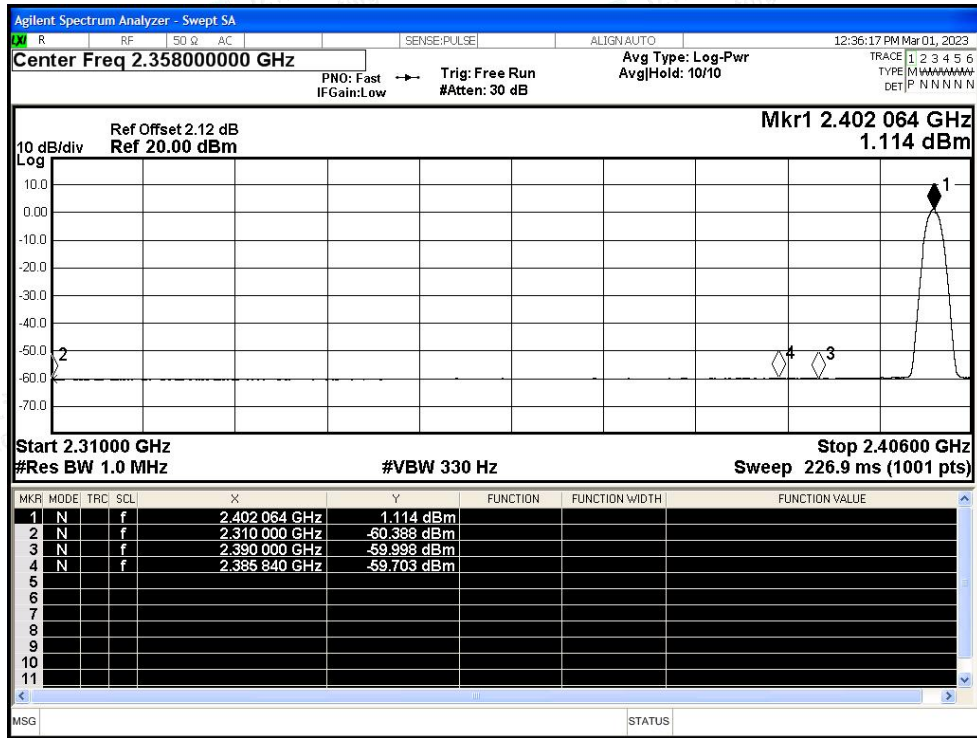 Agilent Spectrum Analyzer - Swept SA
LXI R RF 50 Ω AC SENSE:PULSE ALIGN AUTO 12:36:17 PM Mar 01, 2023
Center Freq 2.358000000 GHz
PNO: Fast
IFGain:Low
Trig: Free Run
#Atten: 30 dB
Avg Type: Log-Pwr
Avg|Hold: 10/10
TRACE 1 2 3 4 5 6
TYPE M
DET P N N N N N
Ref Offset 2.12 dB
10 dB/div Ref 20.00 dBm
Log
Mkr1 2.402 064 GHz
1.114 dBm
10.0
0.00
-10.0
-20.0
-30.0
-40.0
-50.0
-60.0
-70.0
1
2
4
3
Start 2.31000 GHz Stop 2.40600 GHz
#Res BW 1.0 MHz #VBW 330 Hz Sweep 226.9 ms (1001 pts)
MKR MODE TRC SCL X Y FUNCTION FUNCTION WIDTH FUNCTION VALUE
1 N f 2.402 064 GHz 1.114 dBm
2 N f 2.310 000 GHz -60.388 dBm
3 N f 2.390 000 GHz -59.998 dBm
4 N f 2.385 840 GHz -59.703 dBm
5
6
7
8
9
10
11
MSG STATUS